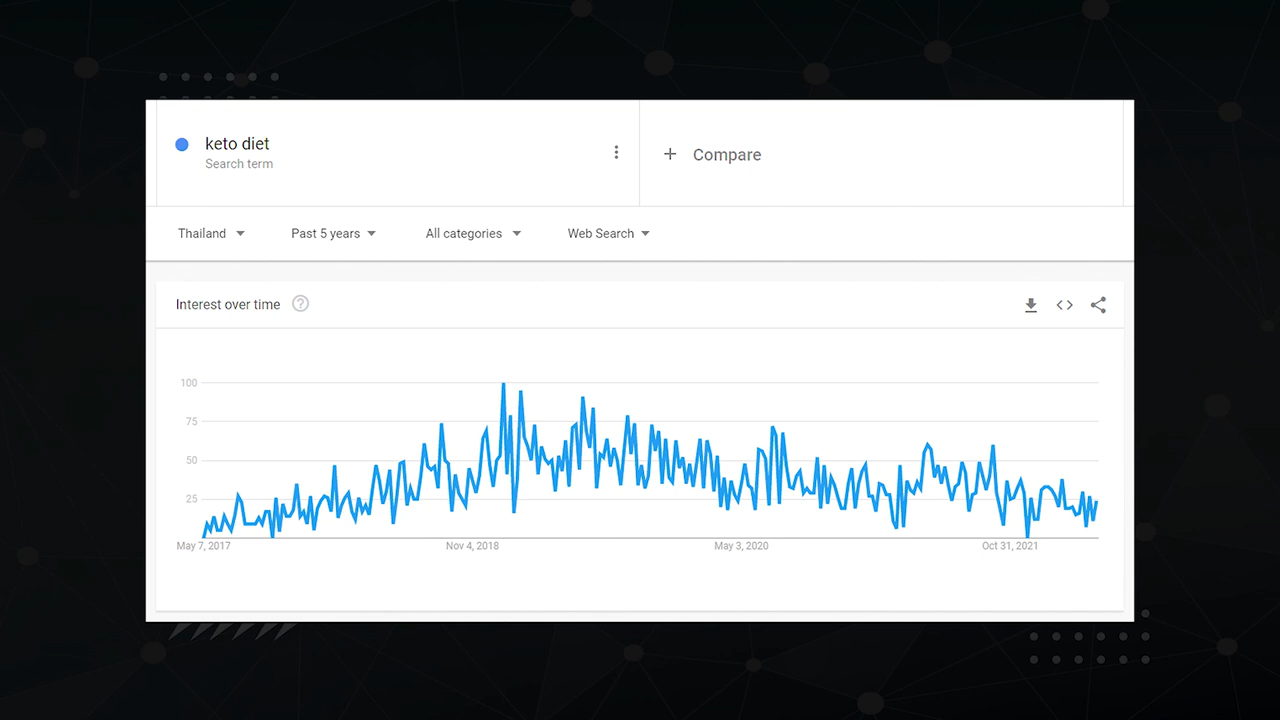 keto diet
Search term
+ Compare
Thailand
Past 5 years
All categories
Web Search
Interest over time ?
100
75
50
25
May 7, 2017
Nov 4, 2018
May 3, 2020
Oct 31, 2021